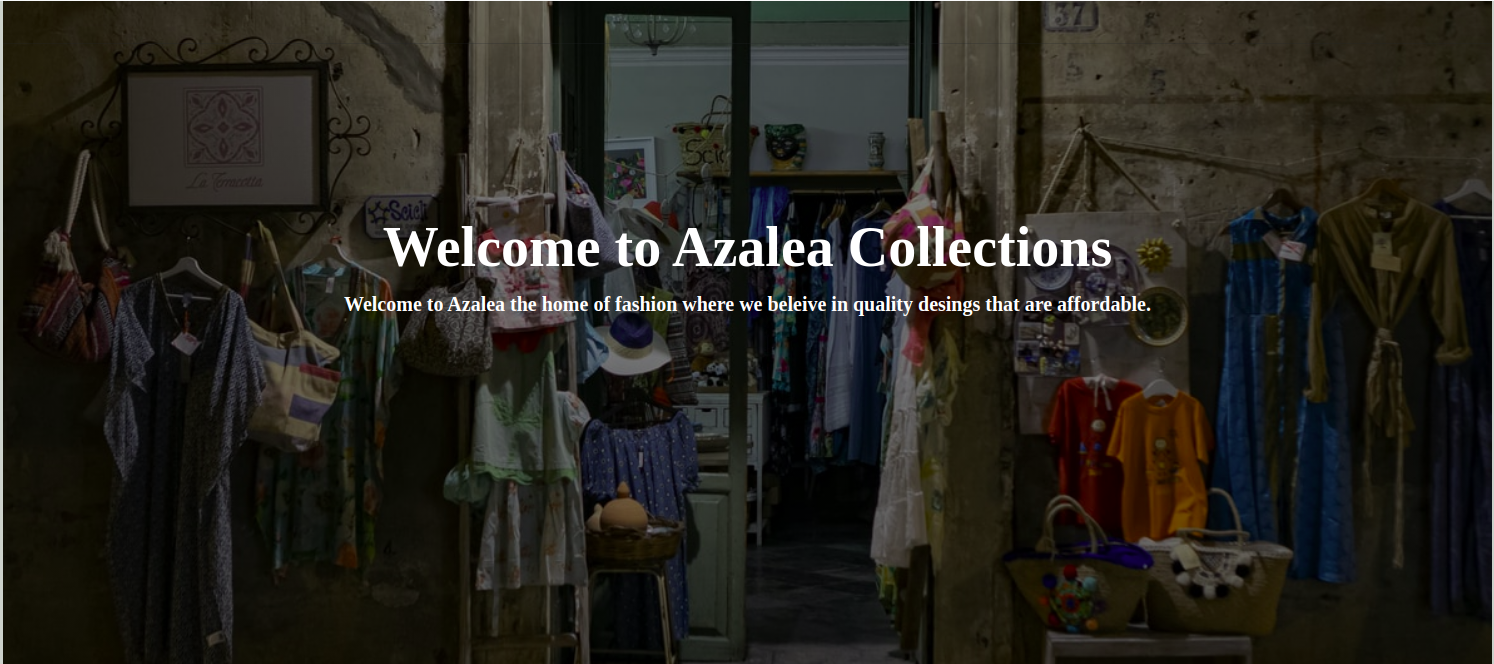 37
La Terracotta
Scicli
Scic
Welcome to Azalea Collections
Welcome to Azalea the home of fashion where we beleive in quality desings that are affordable.